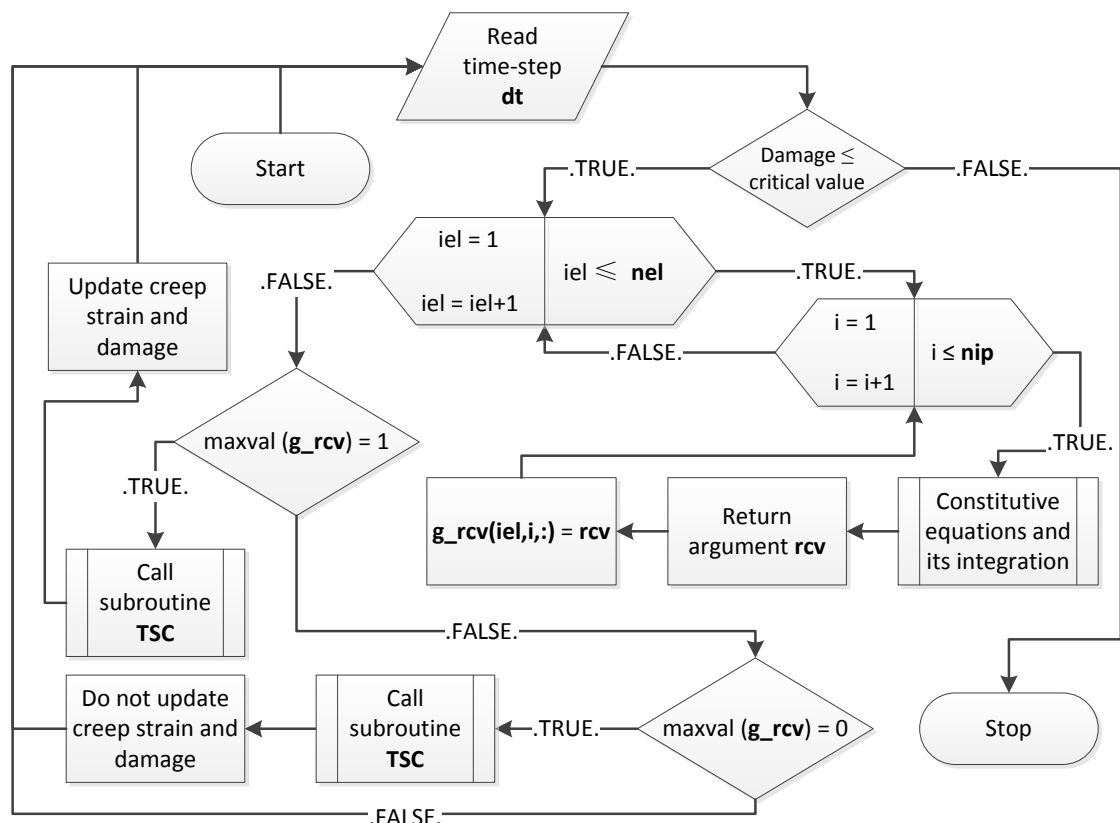 Read
time-step
dt
Start
Damage ≤
critical value
.TRUE.
.FALSE.
iel = 1
iel = iel+1
iel ≤ nel
.TRUE.
.FALSE.
i = 1
i = i+1
i ≤ nip
.FALSE.
.TRUE.
Update creep
strain and
damage
maxval (g_rcv) = 1
.TRUE.
g_rcv(iel,i,:) = rcv
Return
argument rcv
Constitutive
equations and
its integration
Call
subroutine
TSC
.FALSE.
Do not update
creep strain and
damage
Call
subroutine
TSC
.TRUE.
maxval (g_rcv) = 0
Stop
.FALSE.